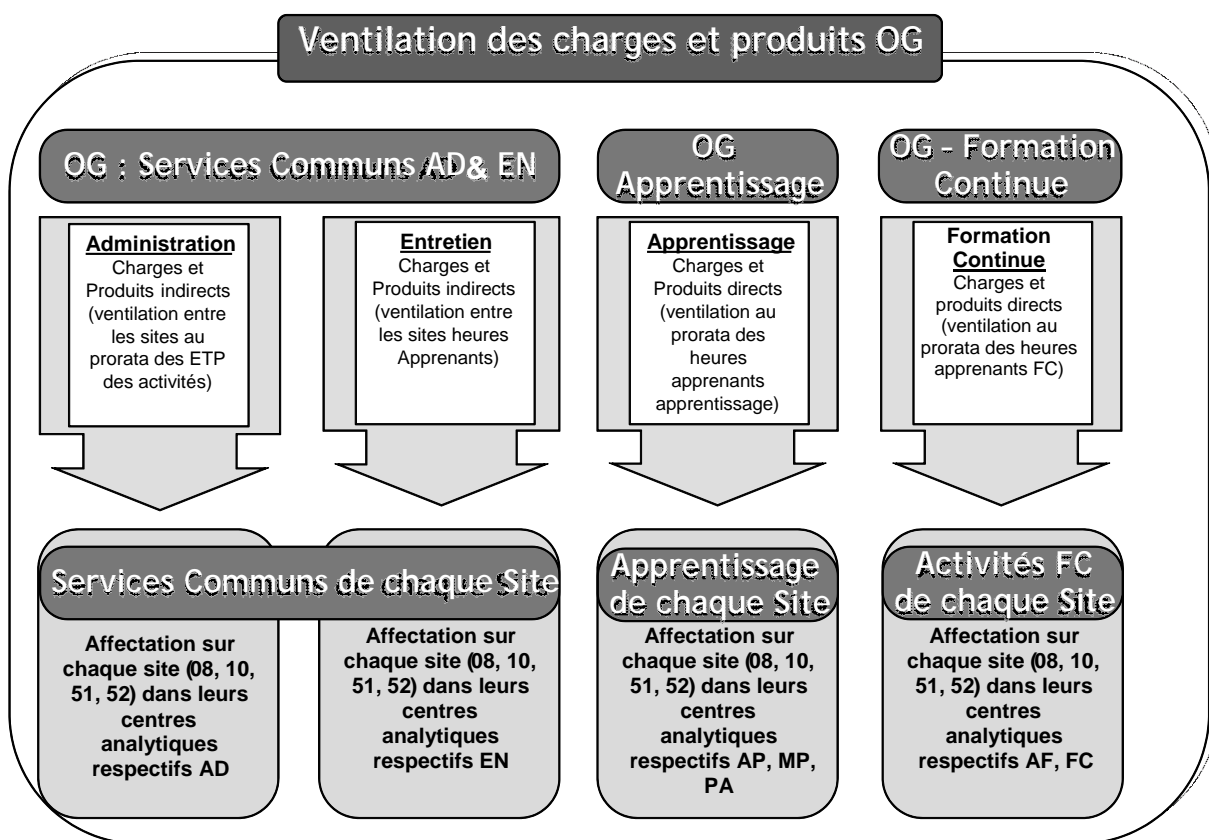 Ventilation des charges et produits OG
OG : Services Communs AD& EN
Administration
Charges et
Produits indirects
(ventilation entre
les sites au
prorata des ETP
des activités)
Entretien
Charges et
Produits indirects
(ventilation entre
les sites heures
Apprenants)
OG
Apprentissage
Apprentissage
Charges et
Produits directs
(ventilation au
prorata des
heures
apprenants
apprentissage)
OG - Formation
Continue
Formation
Continue
Charges et
produits directs
(ventilation au
prorata des heures
apprenants FC)
Services Communs de chaque Site
Affectation sur
chaque site (08, 10,
51, 52) dans leurs
centres
analytiques
respectifs AD
Affectation sur
chaque site (08, 10,
51, 52) dans leurs
centres
analytiques
respectifs EN
Apprentissage
de chaque Site
Affectation sur
chaque site (08, 10,
51, 52) dans leurs
centres
analytiques
respectifs AP, MP,
PA
Activités FC
de chaque Site
Affectation sur
chaque site (08, 10,
51, 52) dans leurs
centres
analytiques
respectifs AF, FC